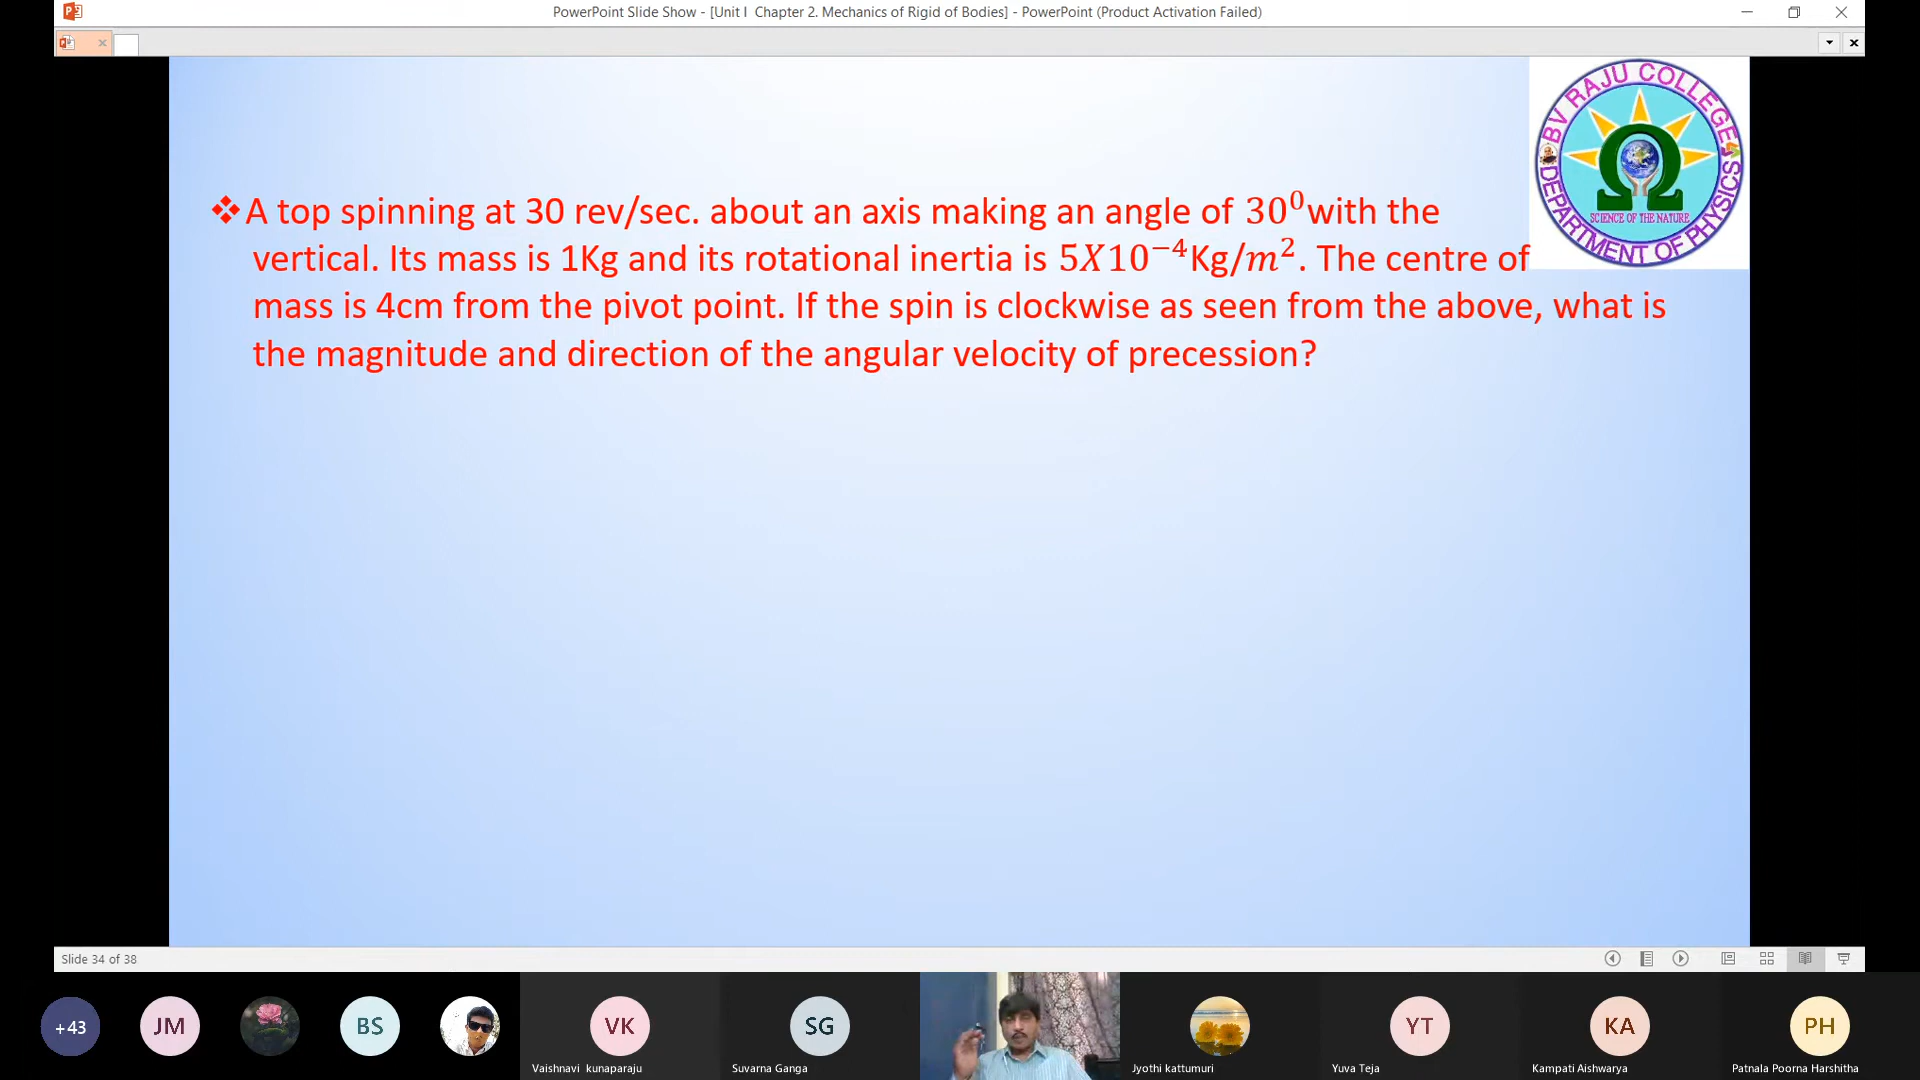 PowerPoint Slide Show - [Unit I  Chapter 2. Mechanics of Rigid of Bodies] - PowerPoint (Product Activation Failed)
BV RAJU COLLEGE
DEPARTMENT OF PHYSICS
SCIENCE OF THE NATURE
❖A top spinning at 30 rev/sec. about an axis making an angle of 30⁰with the
vertical. Its mass is 1Kg and its rotational inertia is 5X10⁻⁴Kg/m². The centre of
mass is 4cm from the pivot point. If the spin is clockwise as seen from the above, what is
the magnitude and direction of the angular velocity of precession?
Slide 34 of 38
+43
JM
BS
VK
SG
YT
KA
PH
Vaishnavi kunaparaju
Suvarna Ganga
Jyothi kattumuri
Yuva Teja
Kampati Aishwarya
Patnala Poorna Harshitha